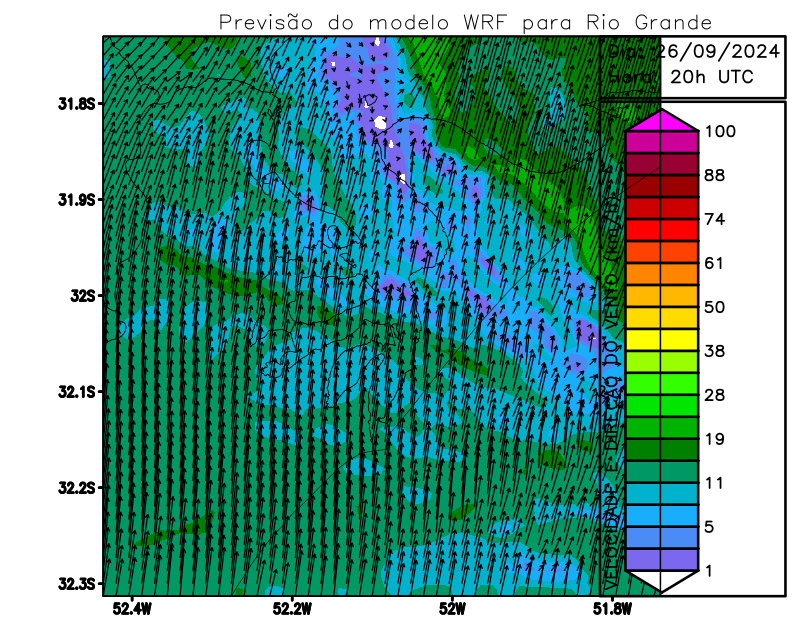 Previsão do modelo WRF para Rio Grande
Dia: 26/09/2024
Hora: 20h UTC
VELOCIDADE E DIREÇÃO DO VENTO (km/h)
100
88
74
61
50
38
28
19
11
5
1
31.8S
31.9S
32S
32.1S
32.2S
32.3S
52.4W 52.2W 52W 51.8W